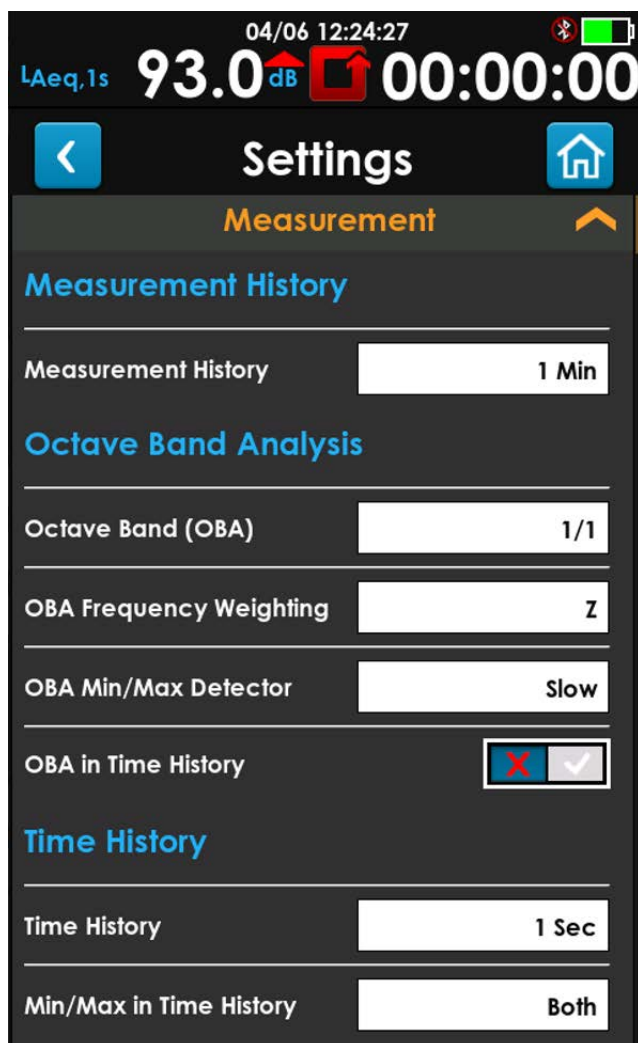 04/06 12:24:27
LAeq,1s 93.0 dB 00:00:00
Settings
Measurement
Measurement History
Measurement History 1 Min
Octave Band Analysis
Octave Band (OBA) 1/1
OBA Frequency Weighting Z
OBA Min/Max Detector Slow
OBA in Time History
Time History
Time History 1 Sec
Min/Max in Time History Both